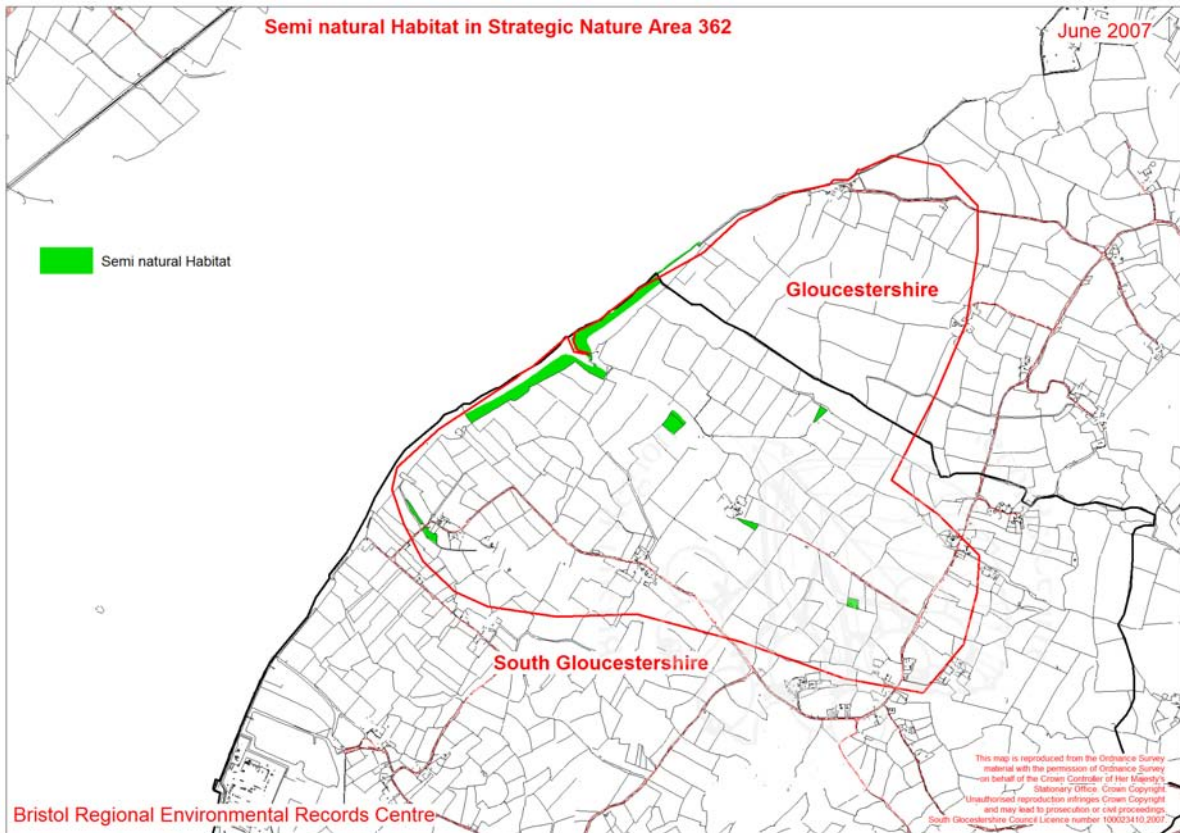 Semi natural Habitat in Strategic Nature Area 362
June 2007
Semi natural Habitat
Gloucestershire
South Gloucestershire
This map is reproduced from the Ordnance Survey
material with the permission of Ordnance Survey
on behalf of the Crown Controller of Her Majesty's
Stationary Office. Crown Copyright.
Unauthorised reproduction infringes Crown Copyright
and may lead to prosecution or civil proceedings.
South Glocestershire Council Licence number 100023410,2007.
Bristol Regional Environmental Records Centre